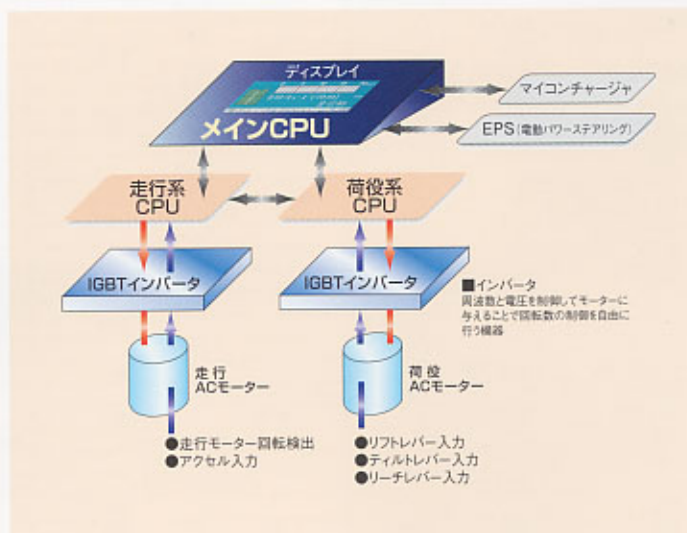 ディスプレイ
メインCPU
マイコンチャージャ
EPS(電動パワーステアリング)
走行系
CPU
荷役系
CPU
IGBTインバータ
IGBTインバータ
■インバータ
周波数と電圧を制御してモーターに
与えることで回転数の制御を自由に
行う機器
走行
ACモーター
荷役
ACモーター
●走行モーター回転検出
●アクセル入力
●リフトレバー入力
●ティルトレバー入力
●リーチレバー入力